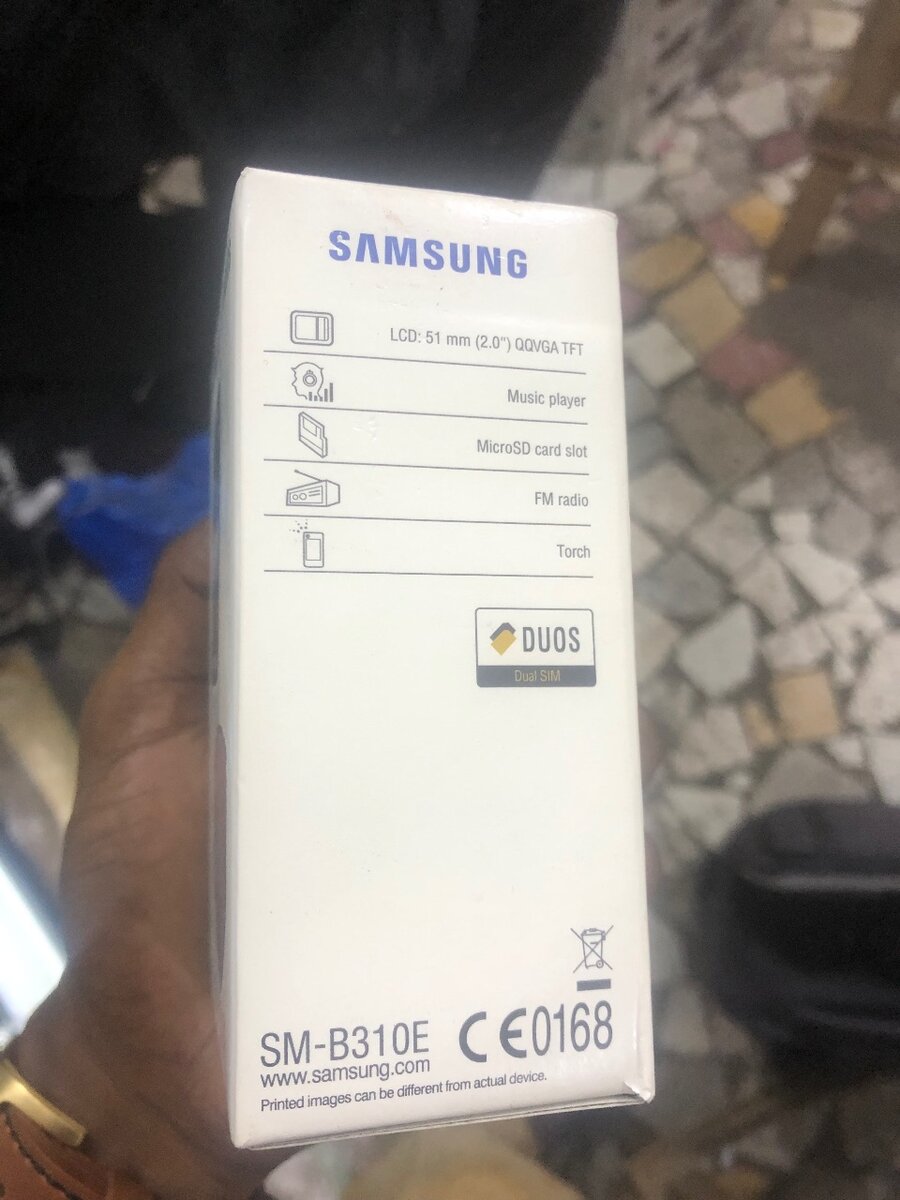 SAMSUNG
LCD: 51 mm (2.0") QQVGA TFT
Music player
MicroSD card slot
FM radio
Torch
DUOS
Dual SIM
SM-B310E CE0168
www.samsung.com
Printed images can be different from actual device.